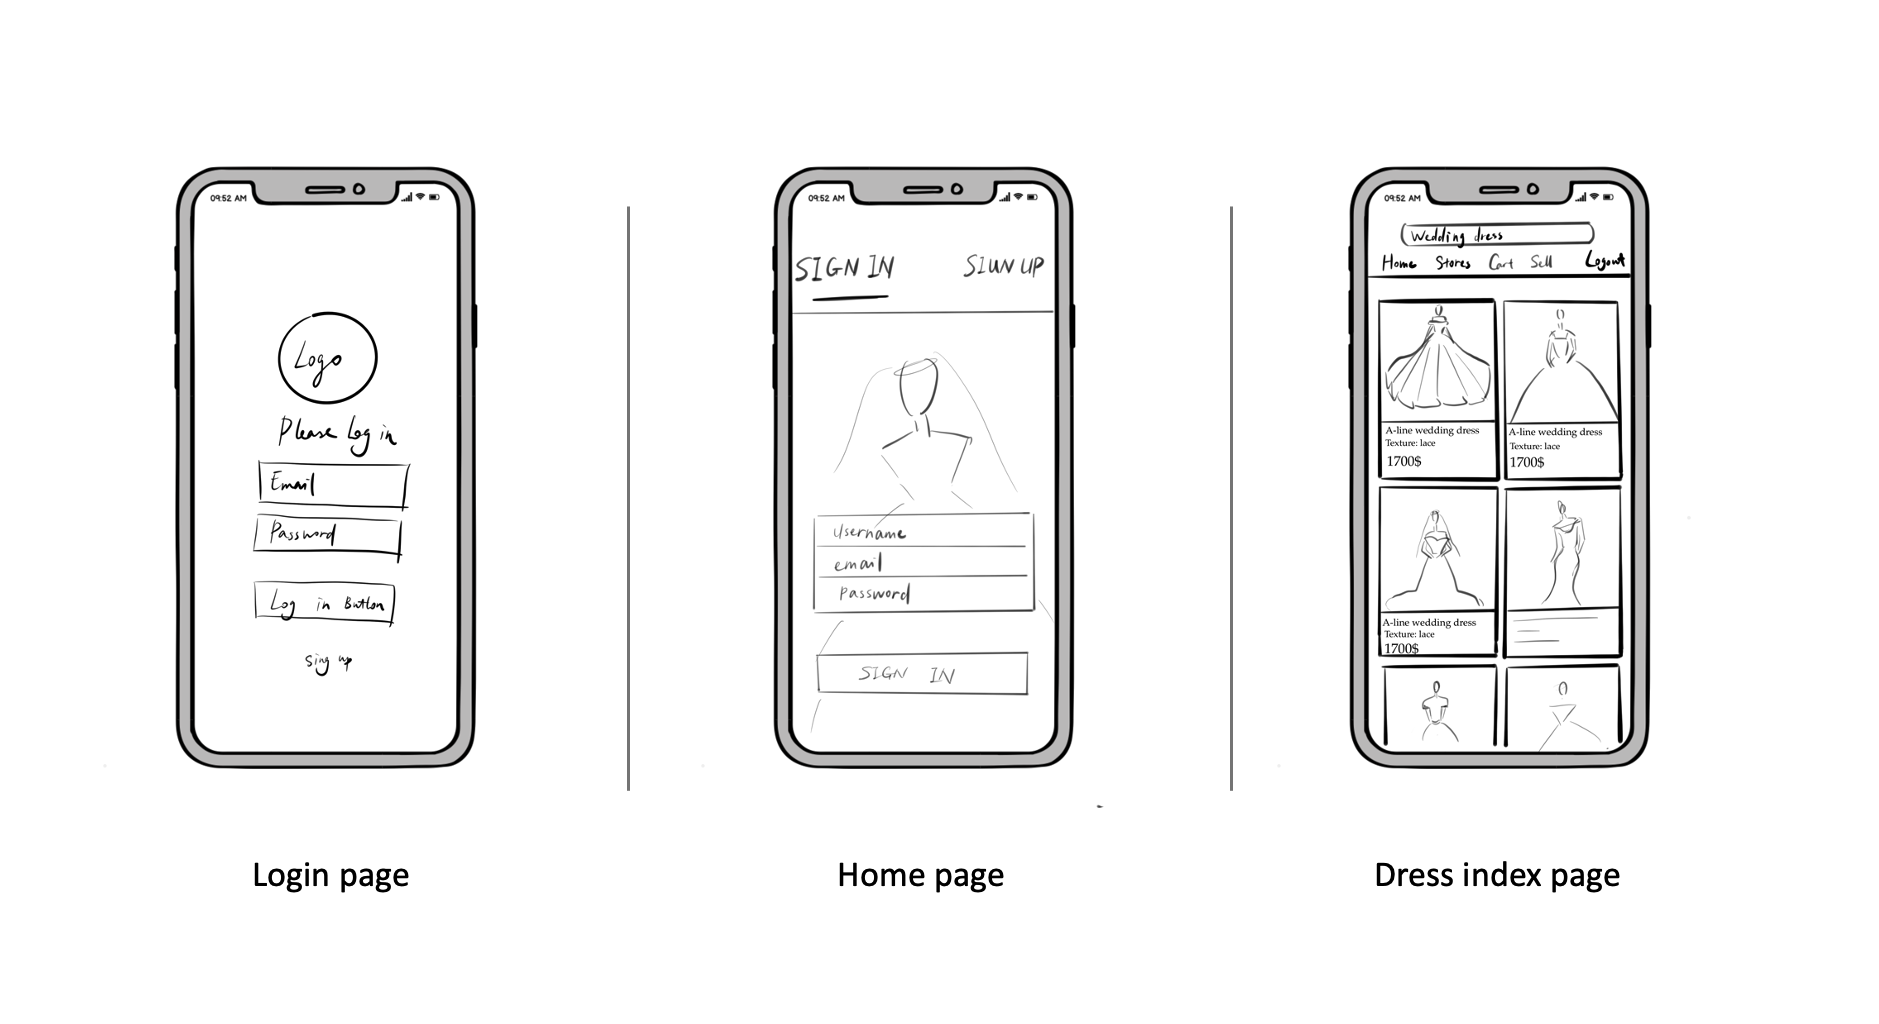 09:52 AM
Logo
Please Log in
Email
Password
Log in Button
sing up
Login page
09:52 AM
SIGN IN SIUN UP
username
email
password
SIGN IN
Home page
09:52 AM
Wedding dress
Home Stores Cart Sell Logout
A-line wedding dress
Texture: lace
1700$
A-line wedding dress
Texture: lace
1700$
A-line wedding dress
Texture: lace
1700$
Dress index page